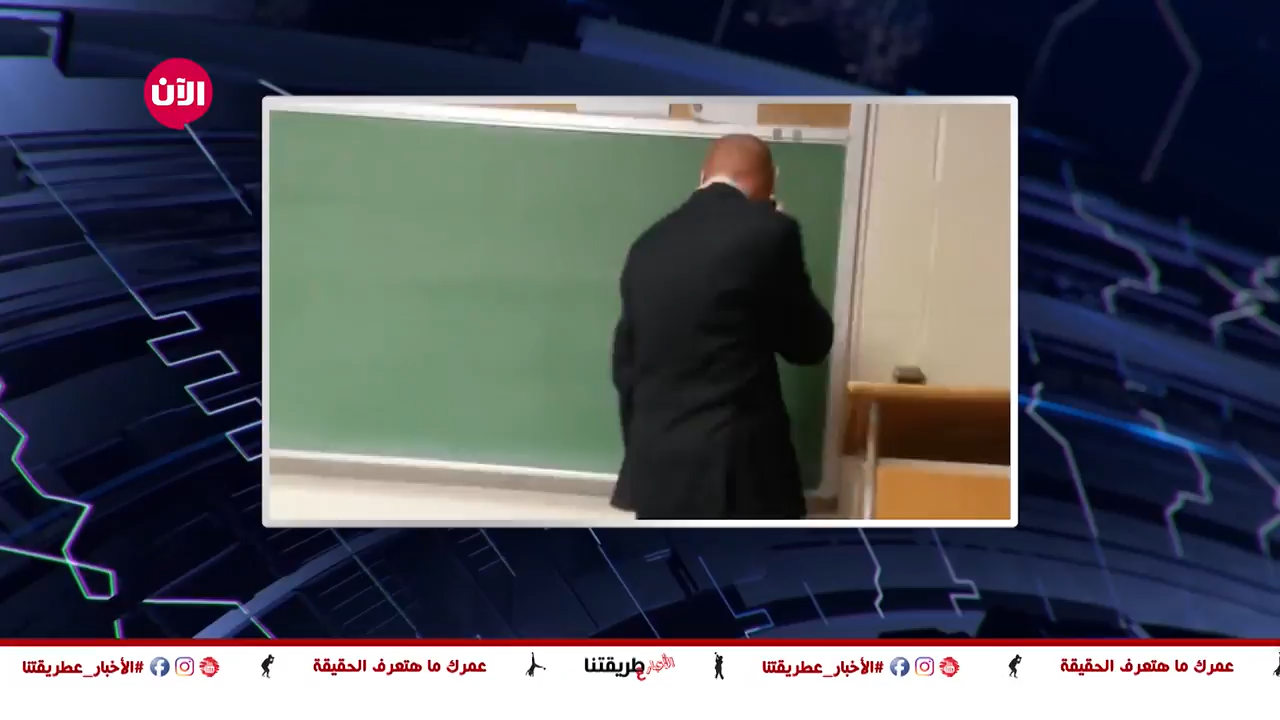 الآن
#الأخبار_عطريقتنا
عمرك ما هتعرف الحقيقة
الأخبار عطريقتنا
#الأخبار_عطريقتنا
عمرك ما هتعرف الحقيقة